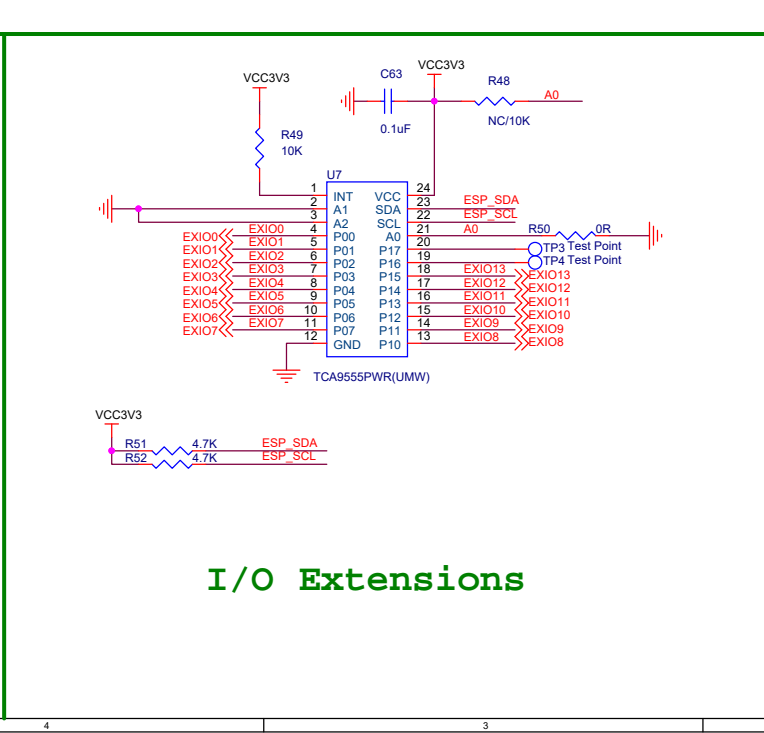 VCC3V3
C63
VCC3V3
R48
A0
0.1uF
NC/10K
R49
10K
U7
1 INT VCC 24
2 A1 SDA 23 ESP_SDA
3 A2 SCL 22 ESP_SCL
EXIO0 EXIO0 4 P00 A0 21 A0 R50 0R
EXIO1 EXIO1 5 P01 P17 20 TP3 Test Point
EXIO2 EXIO2 6 P02 P16 19 TP4 Test Point
EXIO3 EXIO3 7 P03 P15 18 EXIO13 EXIO13
EXIO4 EXIO4 8 P04 P14 17 EXIO12 EXIO12
EXIO5 EXIO5 9 P05 P13 16 EXIO11 EXIO11
EXIO6 EXIO6 10 P06 P12 15 EXIO10 EXIO10
EXIO7 EXIO7 11 P07 P11 14 EXIO9 EXIO9
12 GND P10 13 EXIO8 EXIO8
TCA9555PWR(UMW)
VCC3V3
R51 4.7K ESP_SDA
R52 4.7K ESP_SCL
I/O Extensions
4 3